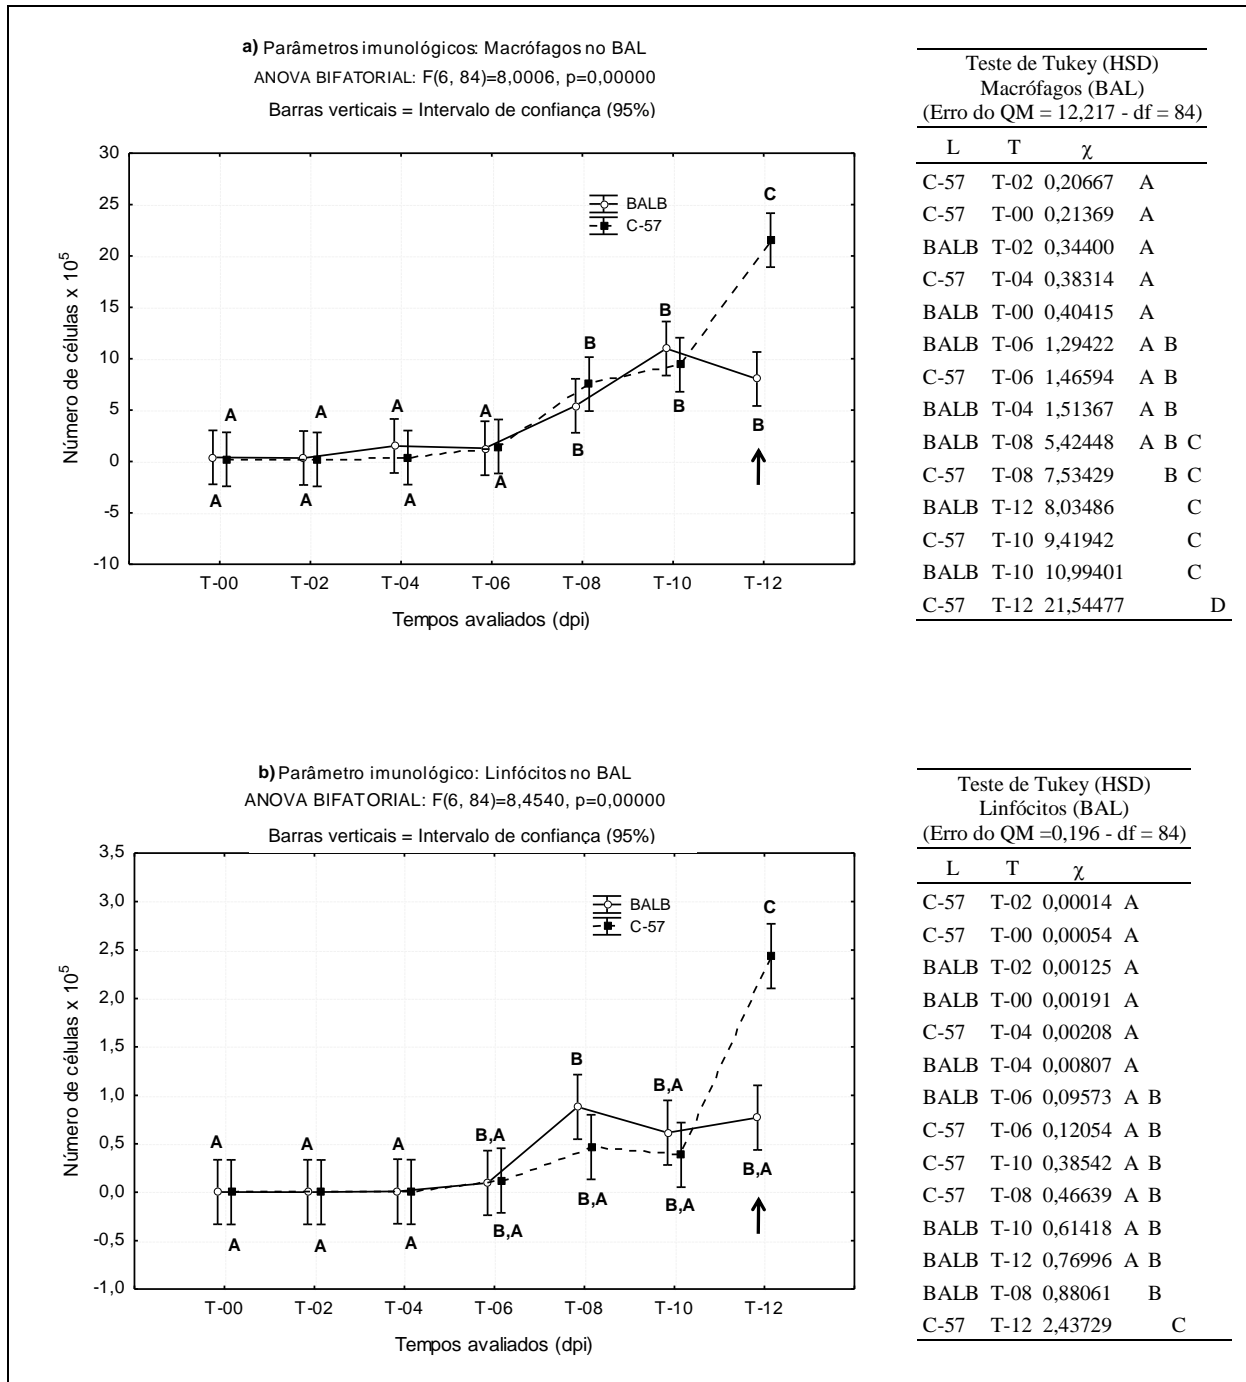 a) Parâmetros imunológicos: Macrófagos no BAL
ANOVA BIFATORIAL: F(6, 84)=8,0006, p=0,00000
Barras verticais = Intervalo de confiança (95%)
30
25
20
15
10
5
0
-5
-10
Número de células x 10⁵
BALB
C-57
A
A
A
A
B
B
C
A
A
A
A
B
B
B
T-00 T-02 T-04 T-06 T-08 T-10 T-12
Tempos avaliados (dpi)
Teste de Tukey (HSD)
Macrófagos (BAL)
(Erro do QM = 12,217 - df = 84)
L T χ
C-57 T-02 0,20667 A
C-57 T-00 0,21369 A
BALB T-02 0,34400 A
C-57 T-04 0,38314 A
BALB T-00 0,40415 A
BALB T-06 1,29422 A B
C-57 T-06 1,46594 A B
BALB T-04 1,51367 A B
BALB T-08 5,42448 A B C
C-57 T-08 7,53429 B C
BALB T-12 8,03486 C
C-57 T-10 9,41942 C
BALB T-10 10,99401 C
C-57 T-12 21,54477 D
b) Parâmetro imunológico: Linfócitos no BAL
ANOVA BIFATORIAL: F(6, 84)=8,4540, p=0,00000
Barras verticais = Intervalo de confiança (95%)
3,5
3,0
2,5
2,0
1,5
1,0
0,5
0,0
-0,5
-1,0
Número de células x 10⁵
BALB
C-57
A
A
A
B,A
B
B,A
C
A
A
A
B,A
B,A
B,A
B,A
T-00 T-02 T-04 T-06 T-08 T-10 T-12
Tempos avaliados (dpi)
Teste de Tukey (HSD)
Linfócitos (BAL)
(Erro do QM =0,196 - df = 84)
L T χ
C-57 T-02 0,00014 A
C-57 T-00 0,00054 A
BALB T-02 0,00125 A
BALB T-00 0,00191 A
C-57 T-04 0,00208 A
BALB T-04 0,00807 A
BALB T-06 0,09573 A B
C-57 T-06 0,12054 A B
C-57 T-10 0,38542 A B
C-57 T-08 0,46639 A B
BALB T-10 0,61418 A B
BALB T-12 0,76996 A B
BALB T-08 0,88061 B
C-57 T-12 2,43729 C